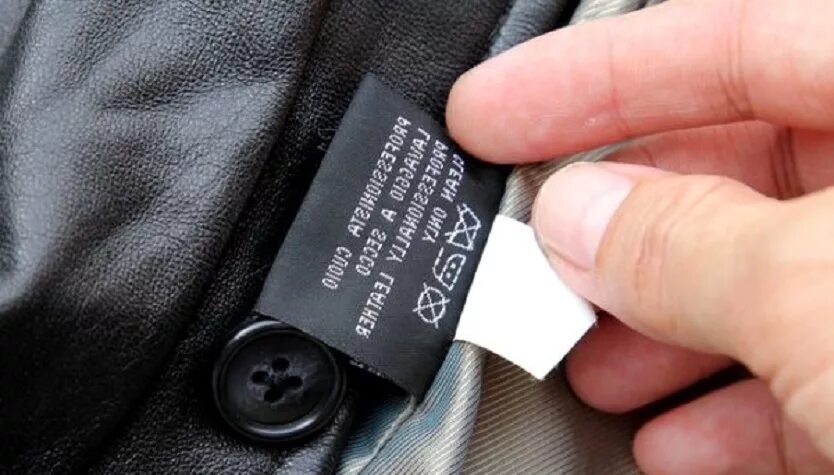 PROFESSIONALLY LEATHER
CLEAN ONLY
LAVAGGIO A SECCO
PROFESSIONISTA CUOIO